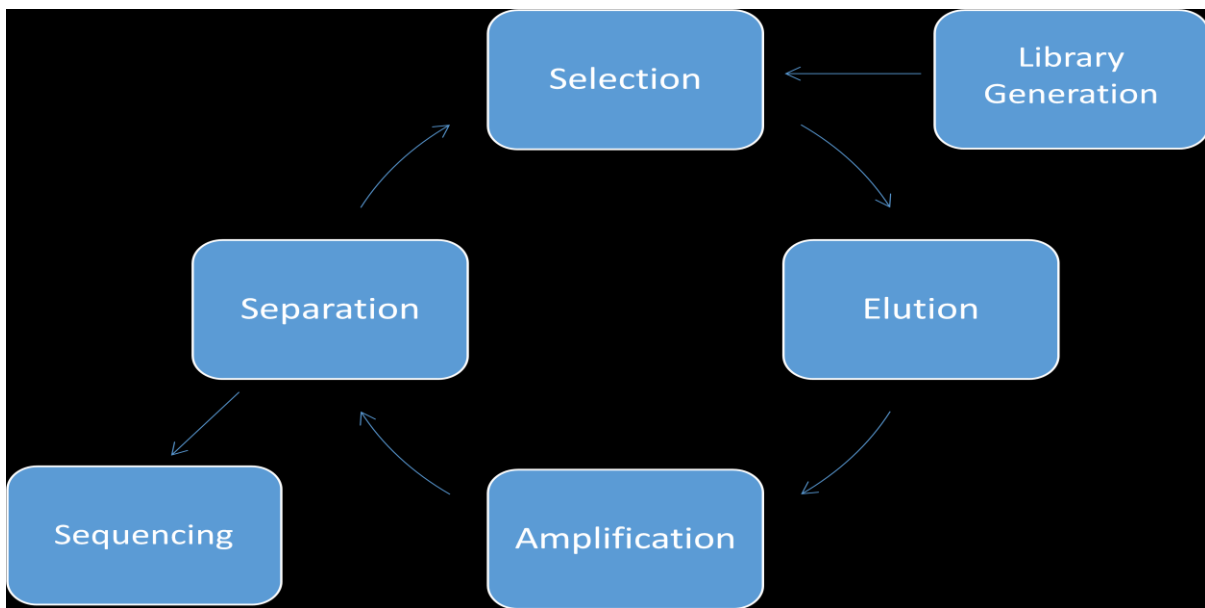 Selection
Library
Generation
Separation
Elution
Sequencing
Amplification